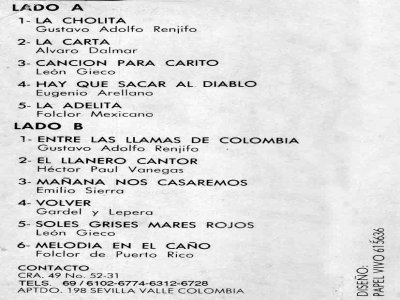 LADO A
1- LA CHOLITA
Gustavo Adolfo Renjifo
2- LA CARTA
Alvaro Dalmar
3- CANCION PARA CARITO
León Gieco
4- HAY QUE SACAR AL DIABLO
Eugenio Arellano
5- LA ADELITA
Folclor Mexicano
LADO B
1- ENTRE LAS LLAMAS DE COLOMBIA
Gustavo Adolfo Renjifo
2- EL LLANERO CANTOR
Héctor Paul Vanegas
3- MAÑANA NOS CASAREMOS
Emilio Sierra
4- VOLVER
Gardel y Lepera
5- SOLES GRISES MARES ROJOS
León Gieco
6- MELODIA EN EL CAÑO
Folclor de Puerto Rico
CONTACTO
CRA. 49 No. 52-31
TELS. 69/6102-6774-6312-6728
APTDO. 198 SEVILLA VALLE COLOMBIA
DISEÑO:
PAPEL VIVO 615636